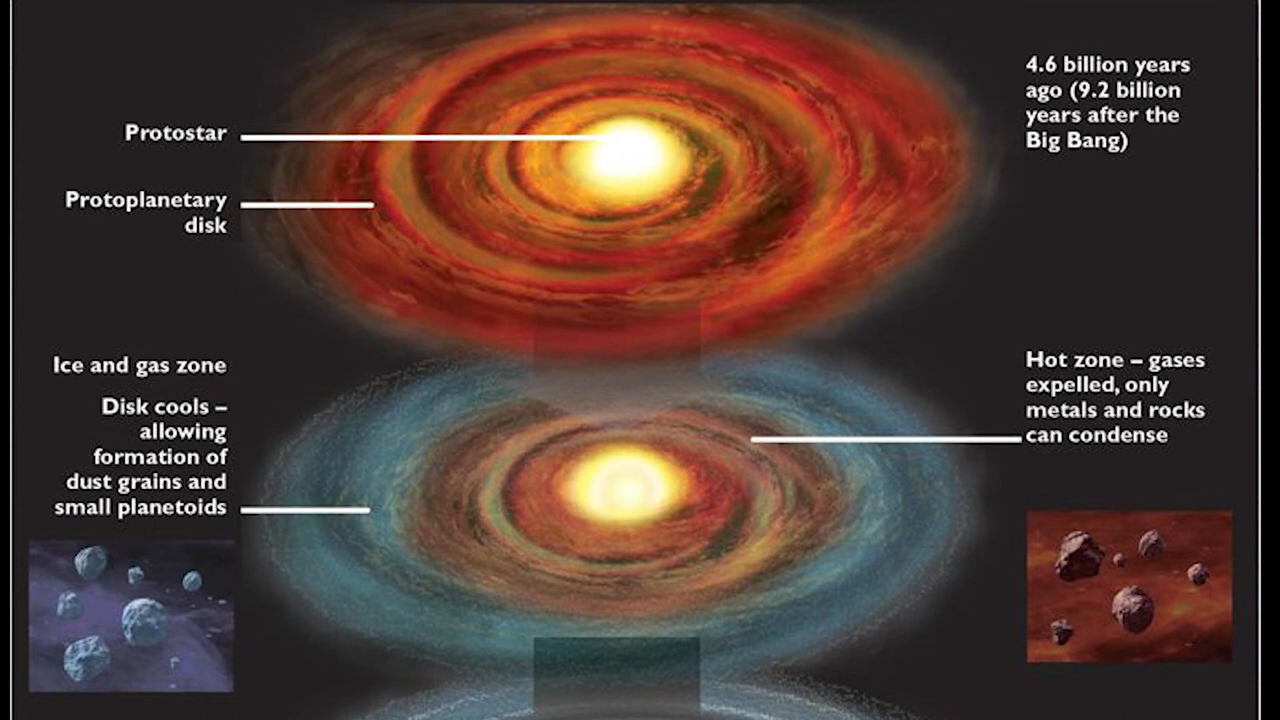 Protostar
Protoplanetary
disk
4.6 billion years
ago (9.2 billion
years after the
Big Bang)
Ice and gas zone
Disk cools –
allowing
formation of
dust grains and
small planetoids
Hot zone – gases
expelled, only
metals and rocks
can condense